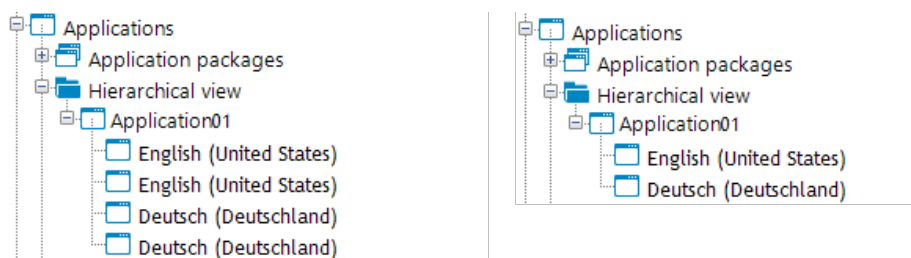 Applications
Application packages
Hierarchical view
Application01
English (United States)
English (United States)
Deutsch (Deutschland)
Deutsch (Deutschland)
Applications
Application packages
Hierarchical view
Application01
English (United States)
Deutsch (Deutschland)